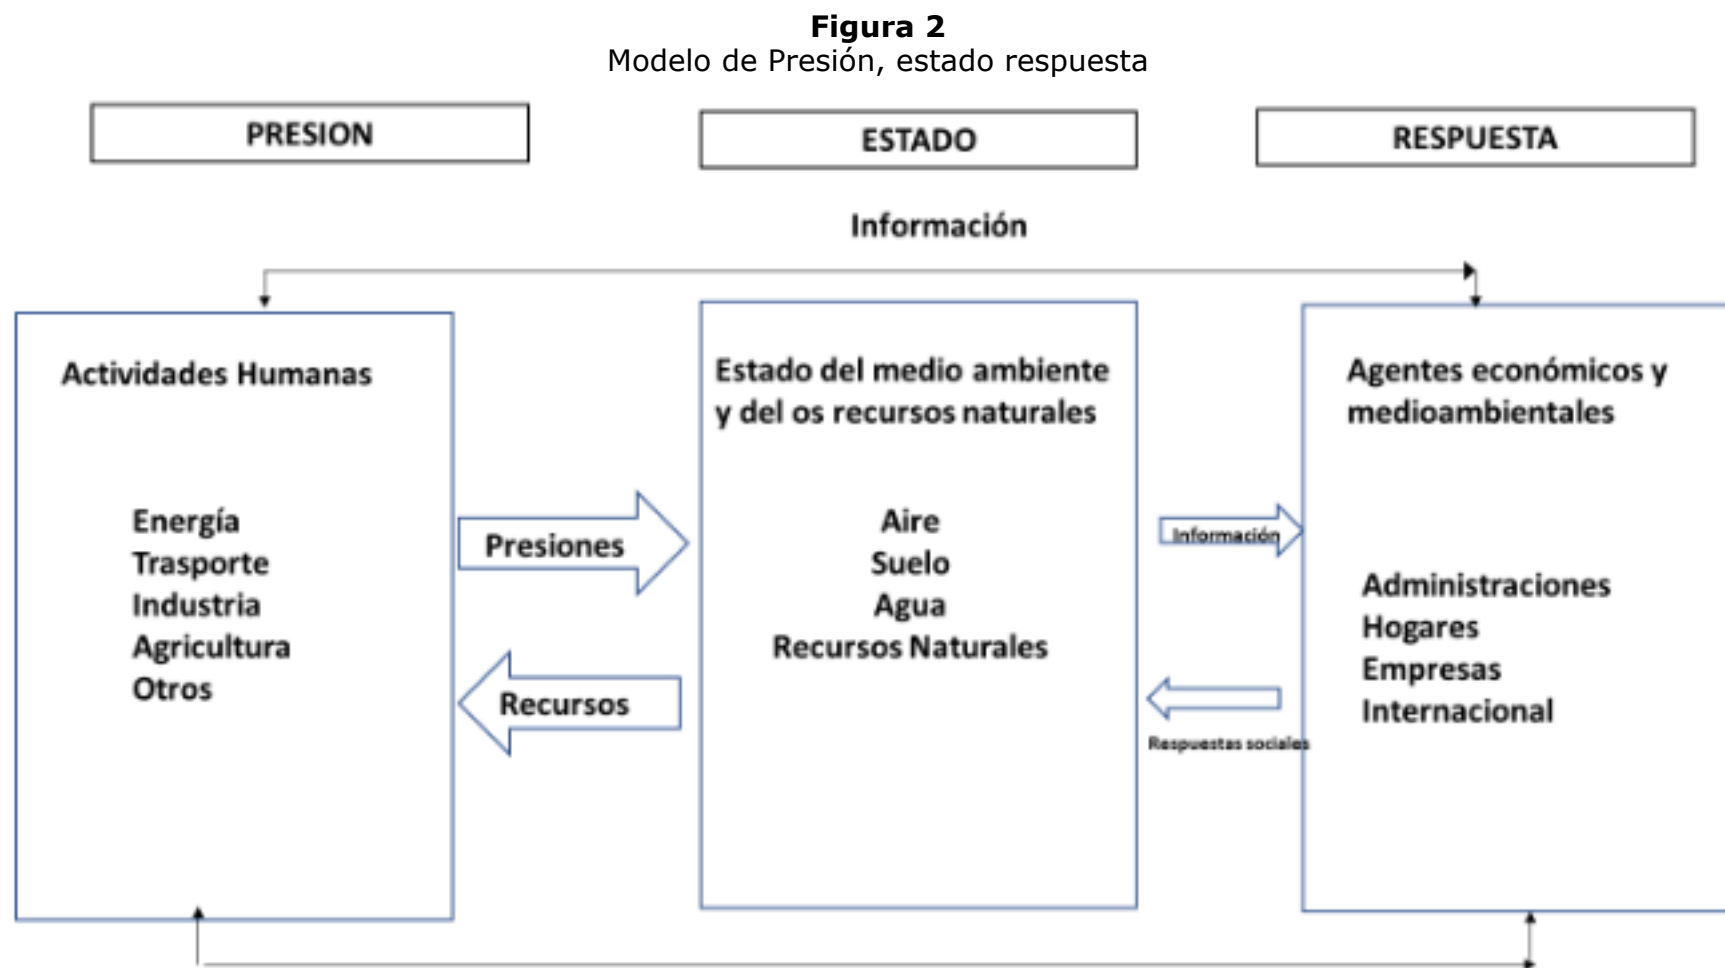 Figura 2
Modelo de Presión, estado respuesta
PRESION
ESTADO
RESPUESTA
Información
Actividades Humanas
Energía
Trasporte
Industria
Agricultura
Otros
Presiones
Recursos
Estado del medio ambiente
y del os recursos naturales
Aire
Suelo
Agua
Recursos Naturales
Información
Respuestas sociales
Agentes económicos y
medioambientales
Administraciones
Hogares
Empresas
Internacional